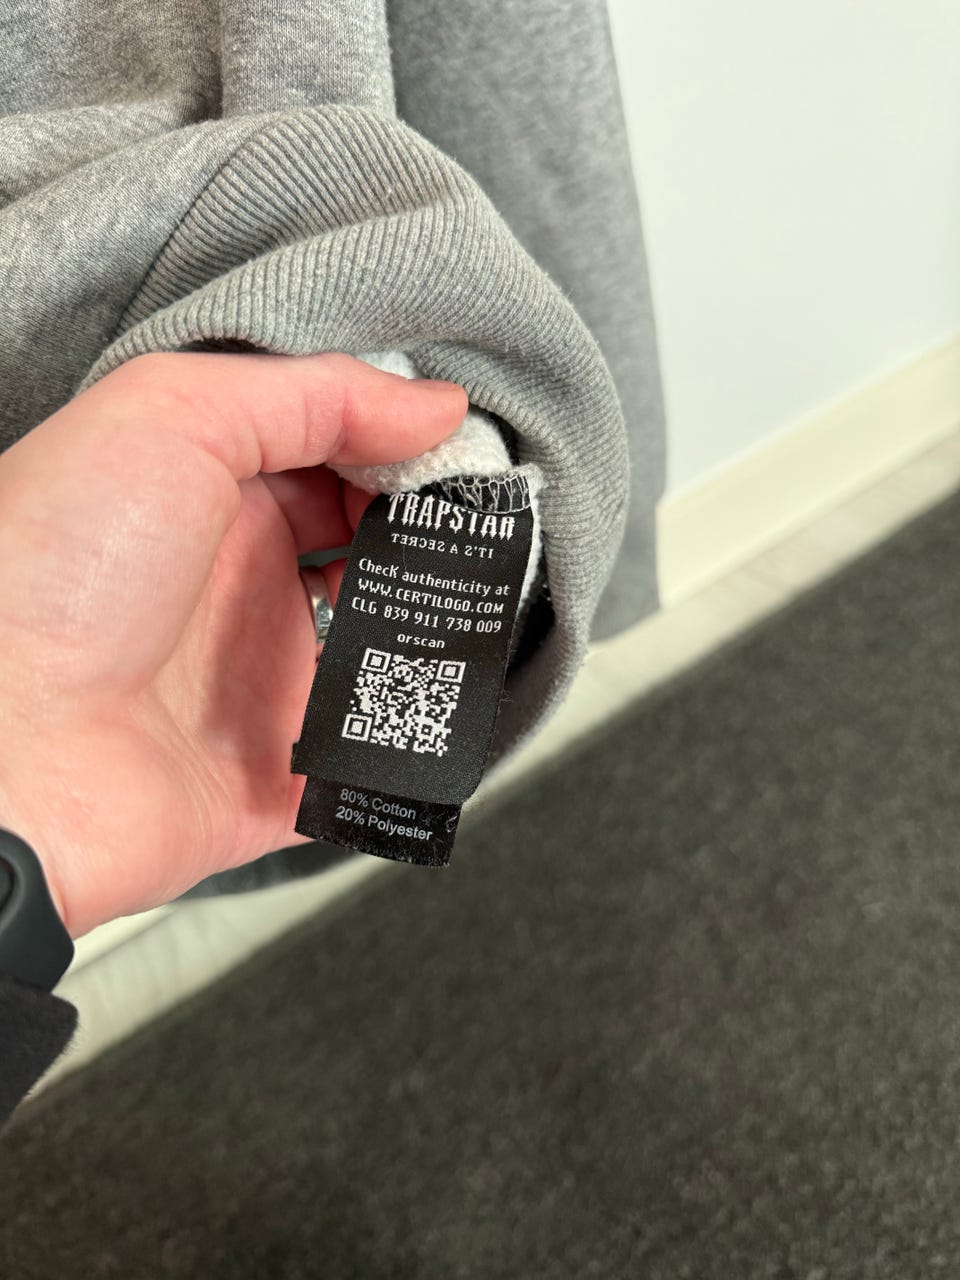 TRAPSTAR
IT'S A SECRET
Check authenticity at
WWW.CERTILOGO.COM
CLG 839 911 738 009
orscan
80% Cotton
20% Polyester